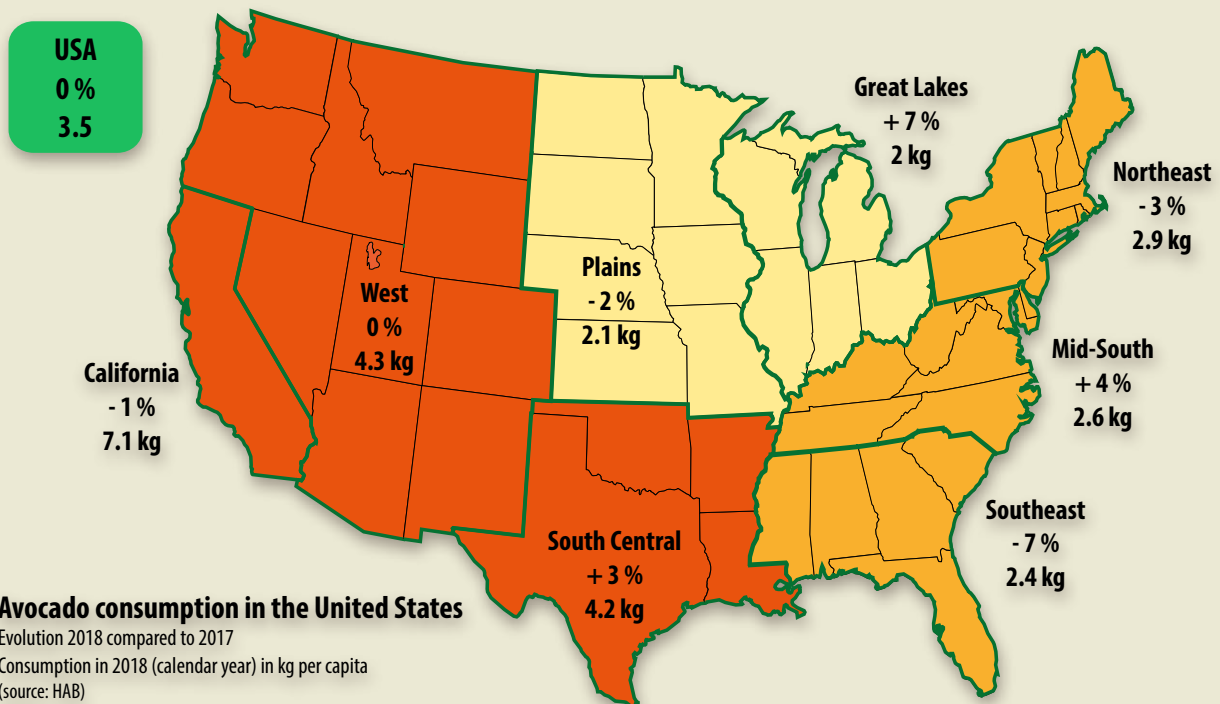 USA
0 %
3.5
Great Lakes
+ 7 %
2 kg
Northeast
- 3 %
2.9 kg
Plains
- 2 %
2.1 kg
West
0 %
4.3 kg
Mid-South
+ 4 %
2.6 kg
California
- 1 %
7.1 kg
Southeast
- 7 %
2.4 kg
South Central
+ 3 %
4.2 kg
Avocado consumption in the United States
Evolution 2018 compared to 2017
Consumption in 2018 (calendar year) in kg per capita
(source: HAB)